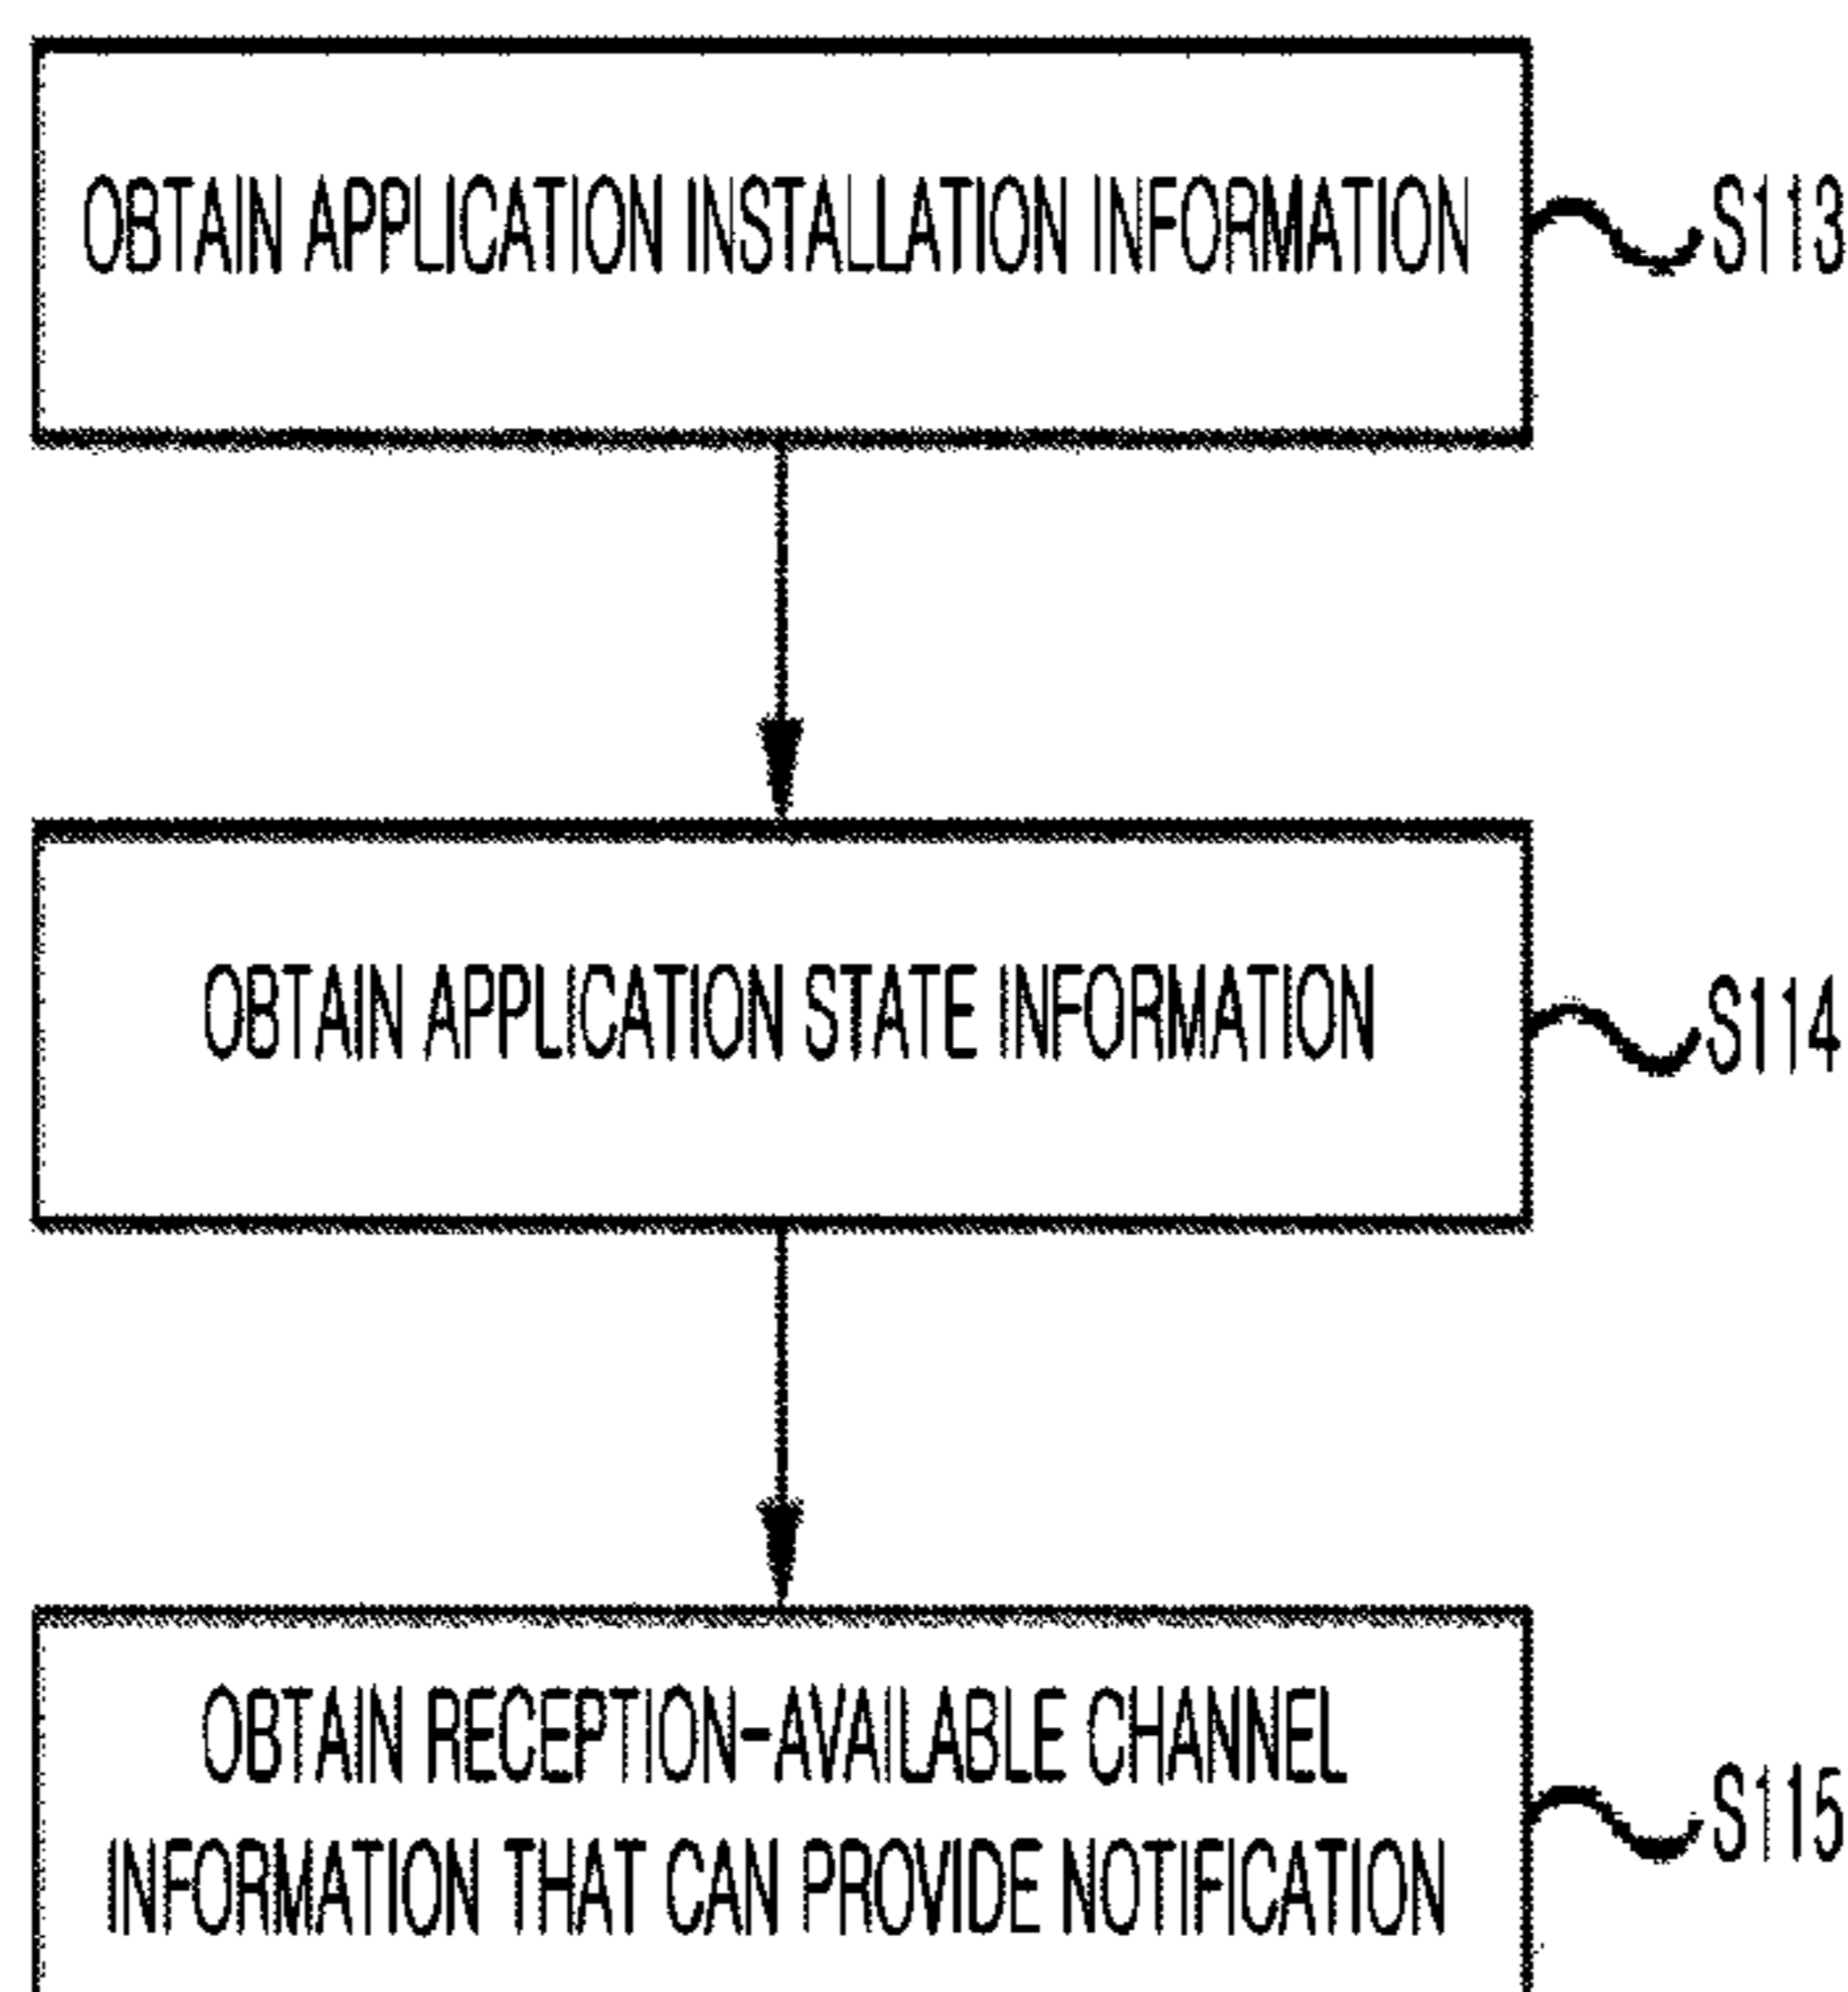 OBTAIN APPLICATION INSTALLATION INFORMATION
S113
OBTAIN APPLICATION STATE INFORMATION
S114
OBTAIN RECEPTION-AVAILABLE CHANNEL
INFORMATION THAT CAN PROVIDE NOTIFICATION
S115